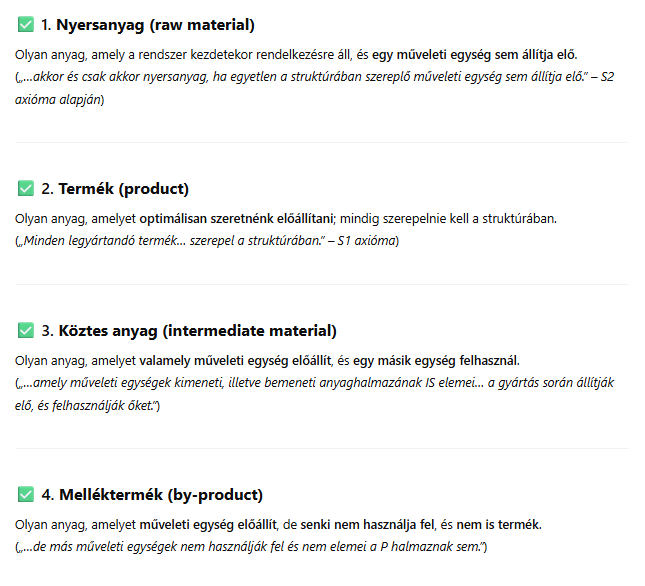 ✅ 1. Nyersanyag (raw material)
Olyan anyag, amely a rendszer kezdetekor rendelkezésre áll, és egy műveleti egység sem állítja elő.
(„…akkor és csak akkor nyersanyag, ha egyetlen a struktúrában szereplő műveleti egység sem állítja elő.” – S2
axióma alapján)
✅ 2. Termék (product)
Olyan anyag, amelyet optimálisan szeretnénk előállítani; mindig szerepelnie kell a struktúrában.
(„Minden legyártandó termék… szerepel a struktúrában.” – S1 axióma)
✅ 3. Köztes anyag (intermediate material)
Olyan anyag, amelyet valamely műveleti egység előállít, és egy másik egység felhasznál.
(„…amely műveleti egységek kimeneti, illetve bemeneti anyaghalmazának IS elemei… a gyártás során állítják
elő, és felhasználják őket.”)
✅ 4. Melléktermék (by-product)
Olyan anyag, amelyet műveleti egység előállít, de senki nem használja fel, és nem is termék.
(„…de más műveleti egységek nem használják fel és nem elemei a P halmaznak sem.”)